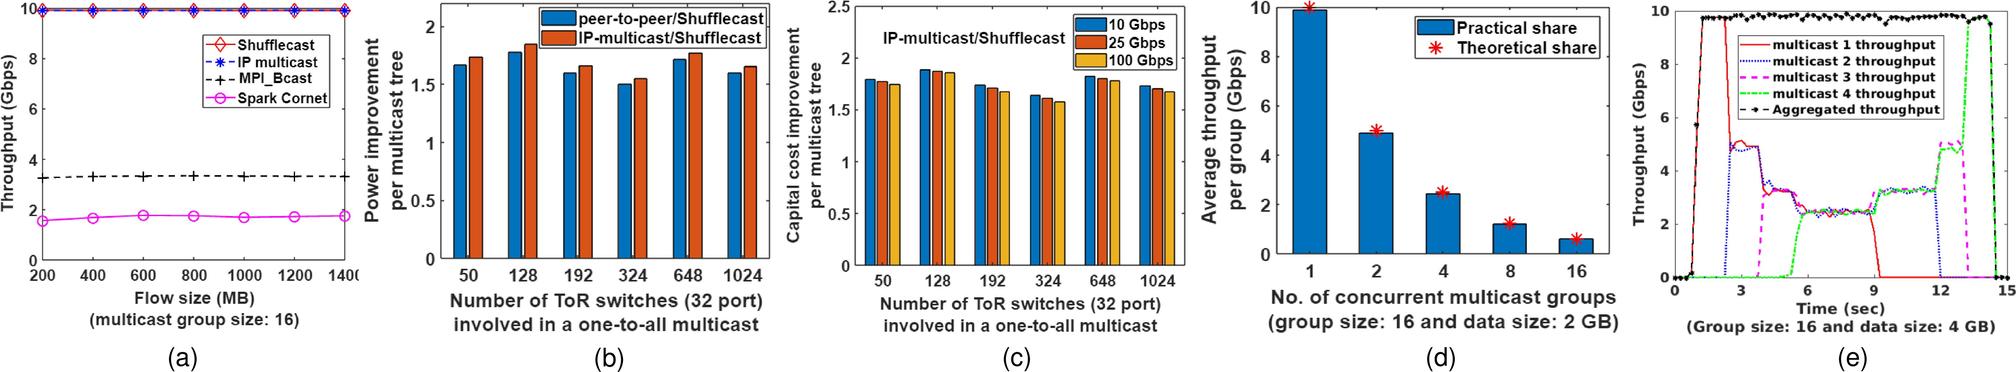 Throughput (Gbps)
10
8
6
4
2
0
Shufflecast
IP multicast
MPI_Bcast
Spark Cornet
200 400 600 800 1000 1200 1400
Flow size (MB)
(multicast group size: 16)
(a)
Power improvement
per multicast tree
2
1.5
1
0.5
0
peer-to-peer/Shufflecast
IP-multicast/Shufflecast
50 128 192 324 648 1024
Number of ToR switches (32 port)
involved in a one-to-all multicast
(b)
Capital cost improvement
per multicast tree
2.5
2
1.5
1
0.5
0
IP-multicast/Shufflecast
10 Gbps
25 Gbps
100 Gbps
50 128 192 324 648 1024
Number of ToR switches (32 port)
involved in a one-to-all multicast
(c)
Average throughput
per group (Gbps)
10
8
6
4
2
0
Practical share
Theoretical share
1 2 4 8 16
No. of concurrent multicast groups
(group size: 16 and data size: 2 GB)
(d)
Throughput (Gbps)
10
8
6
4
2
0
multicast 1 throughput
multicast 2 throughput
multicast 3 throughput
multicast 4 throughput
Aggregated throughput
0 3 6 9 12 15
Time (sec)
(Group size: 16 and data size: 4 GB)
(e)